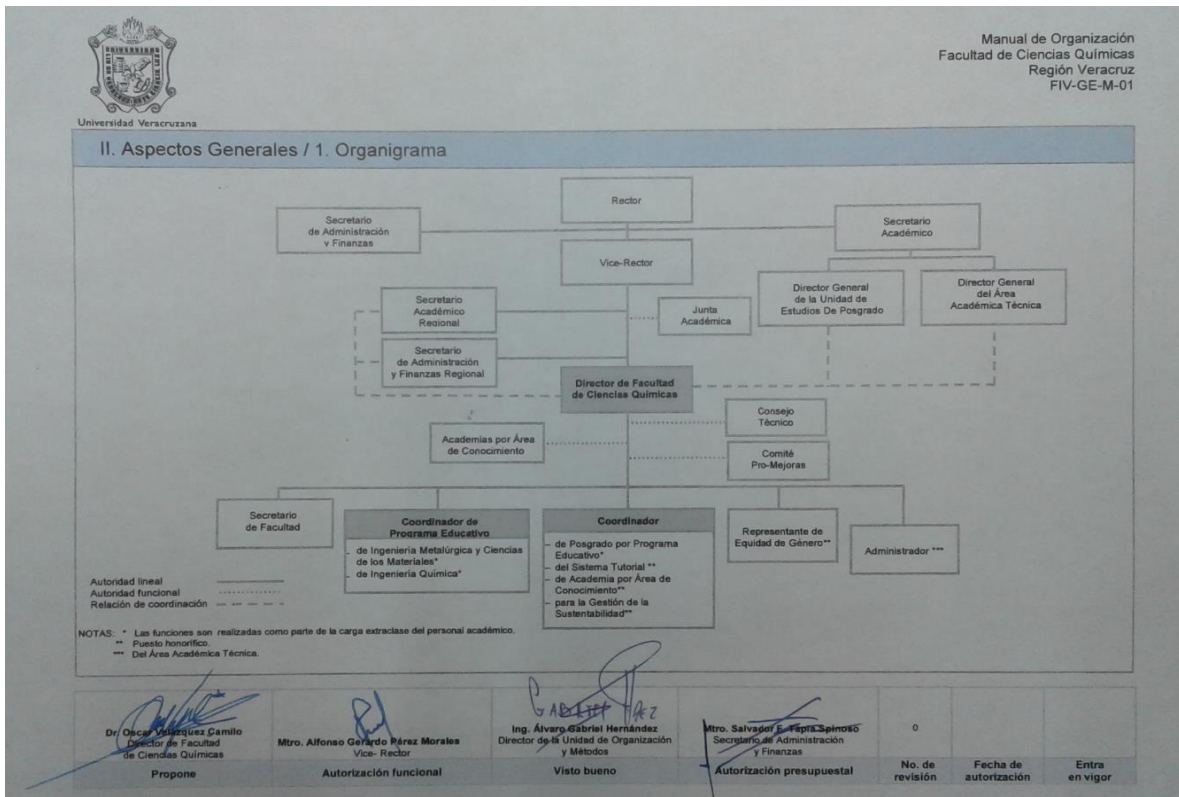 Manual de Organización
Facultad de Ciencias Químicas
Región Veracruz
FIV-GE-M-01
Universidad Veracruzana
II. Aspectos Generales / 1. Organigrama
Rector
Secretario
de Administración
y Finanzas
Secretario
Académico
Vice-Rector
Director General
de la Unidad de
Estudios De Posgrado
Director General
del Área
Académica Técnica
Secretario
Académico
Regional
Junta
Académica
Secretario
de Administración
y Finanzas Regional
Director de Facultad
de Ciencias Químicas
Consejo
Técnico
Academias por Área
de Conocimiento
Comité
Pro-Mejoras
Secretario
de Facultad
Coordinador de
Programa Educativo
– de Ingeniería Metalúrgica y Ciencias
de los Materiales*
– de Ingeniería Química*
Coordinador
– de Posgrado por Programa
Educativo*
– del Sistema Tutorial **
– de Academia por Área de
Conocimiento**
– para la Gestión de la
Sustentabilidad**
Representante de
Equidad de Género**
Administrador ***
Autoridad lineal
Autoridad funcional
Relación de coordinación
NOTAS: * Las funciones son realizadas como parte de la carga extraclase del personal académico.
** Puesto honorífico.
*** Del Área Académica Técnica.
Dr. Oscar Velázquez Camilo
Director de Facultad
de Ciencias Químicas
Propone
Mtro. Alfonso Gerardo Pérez Morales
Vice- Rector
Autorización funcional
Ing. Álvaro Gabriel Hernández
Director de la Unidad de Organización
y Métodos
Visto bueno
Mtro. Salvador F. Tapia Spinoso
Secretario de Administración
y Finanzas
Autorización presupuestal
0
No. de
revisión
Fecha de
autorización
Entra
en vigor